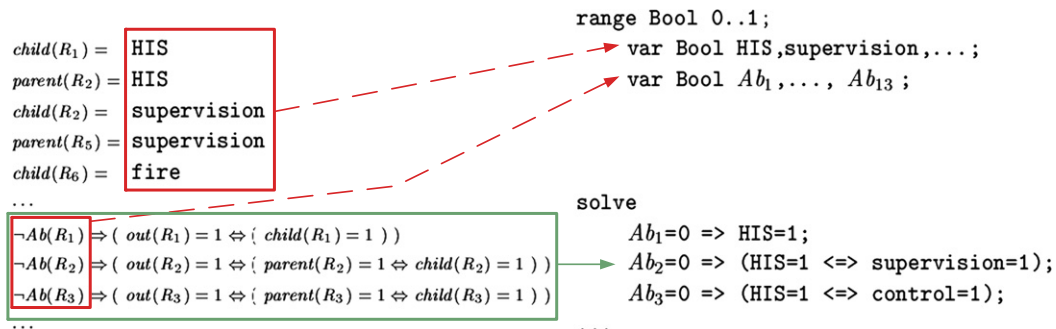 child(R₁) = HIS
parent(R₂) = HIS
child(R₂) = supervision
parent(R₅) = supervision
child(R₆) = fire
...
¬Ab(R₁) ⇒ ( out(R₁) = 1 ⇔ ( child(R₁) = 1 ) )
¬Ab(R₂) ⇒ ( out(R₂) = 1 ⇔ ( parent(R₂) = 1 ⇔ child(R₂) = 1 ) )
¬Ab(R₃) ⇒ ( out(R₃) = 1 ⇔ ( parent(R₃) = 1 ⇔ child(R₃) = 1 ) )
...
range Bool 0..1;
var Bool HIS,supervision,...;
var Bool Ab₁,..., Ab₁₃ ;
solve
Ab₁=0 => HIS=1;
Ab₂=0 => (HIS=1 <=> supervision=1);
Ab₃=0 => (HIS=1 <=> control=1);
...